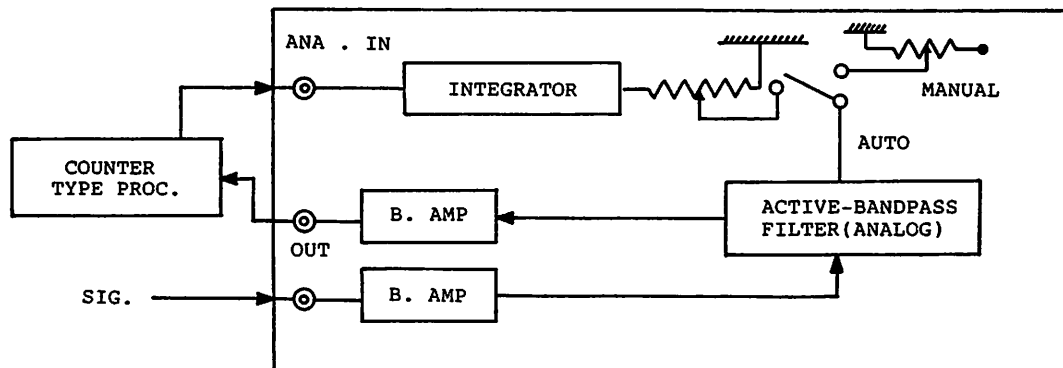 ANA . IN
INTEGRATOR
MANUAL
AUTO
COUNTER
TYPE PROC.
B. AMP
ACTIVE-BANDPASS
FILTER(ANALOG)
OUT
SIG.
B. AMP